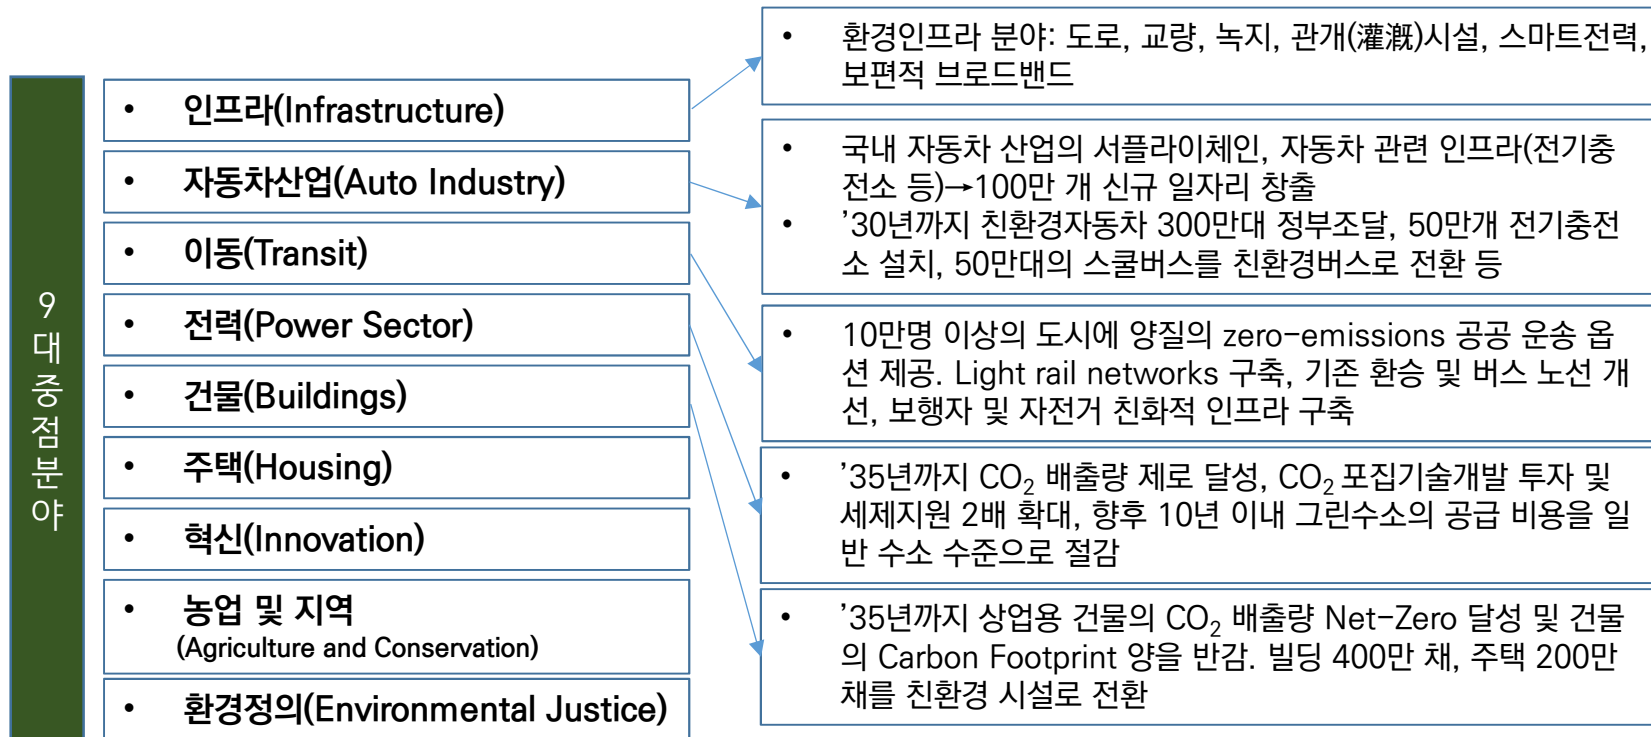 9
대
중
점
분
야
• 인프라(Infrastructure)
• 자동차산업(Auto Industry)
• 이동(Transit)
• 전력(Power Sector)
• 건물(Buildings)
• 주택(Housing)
• 혁신(Innovation)
• 농업 및 지역
(Agriculture and Conservation)
• 환경정의(Environmental Justice)
• 환경인프라 분야: 도로, 교량, 녹지, 관개(灌漑)시설, 스마트전력,
보편적 브로드밴드
• 국내 자동차 산업의 서플라이체인, 자동차 관련 인프라(전기충
전소 등)→100만 개 신규 일자리 창출
• ’30년까지 친환경자동차 300만대 정부조달, 50만개 전기충전
소 설치, 50만대의 스쿨버스를 친환경버스로 전환 등
• 10만명 이상의 도시에 양질의 zero-emissions 공공 운송 옵
션 제공. Light rail networks 구축, 기존 환승 및 버스 노선 개
선, 보행자 및 자전거 친화적 인프라 구축
• ’35년까지 CO₂ 배출량 제로 달성, CO₂ 포집기술개발 투자 및
세제지원 2배 확대, 향후 10년 이내 그린수소의 공급 비용을 일
반 수소 수준으로 절감
• ’35년까지 상업용 건물의 CO₂ 배출량 Net-Zero 달성 및 건물
의 Carbon Footprint 양을 반감. 빌딩 400만 채, 주택 200만
채를 친환경 시설로 전환